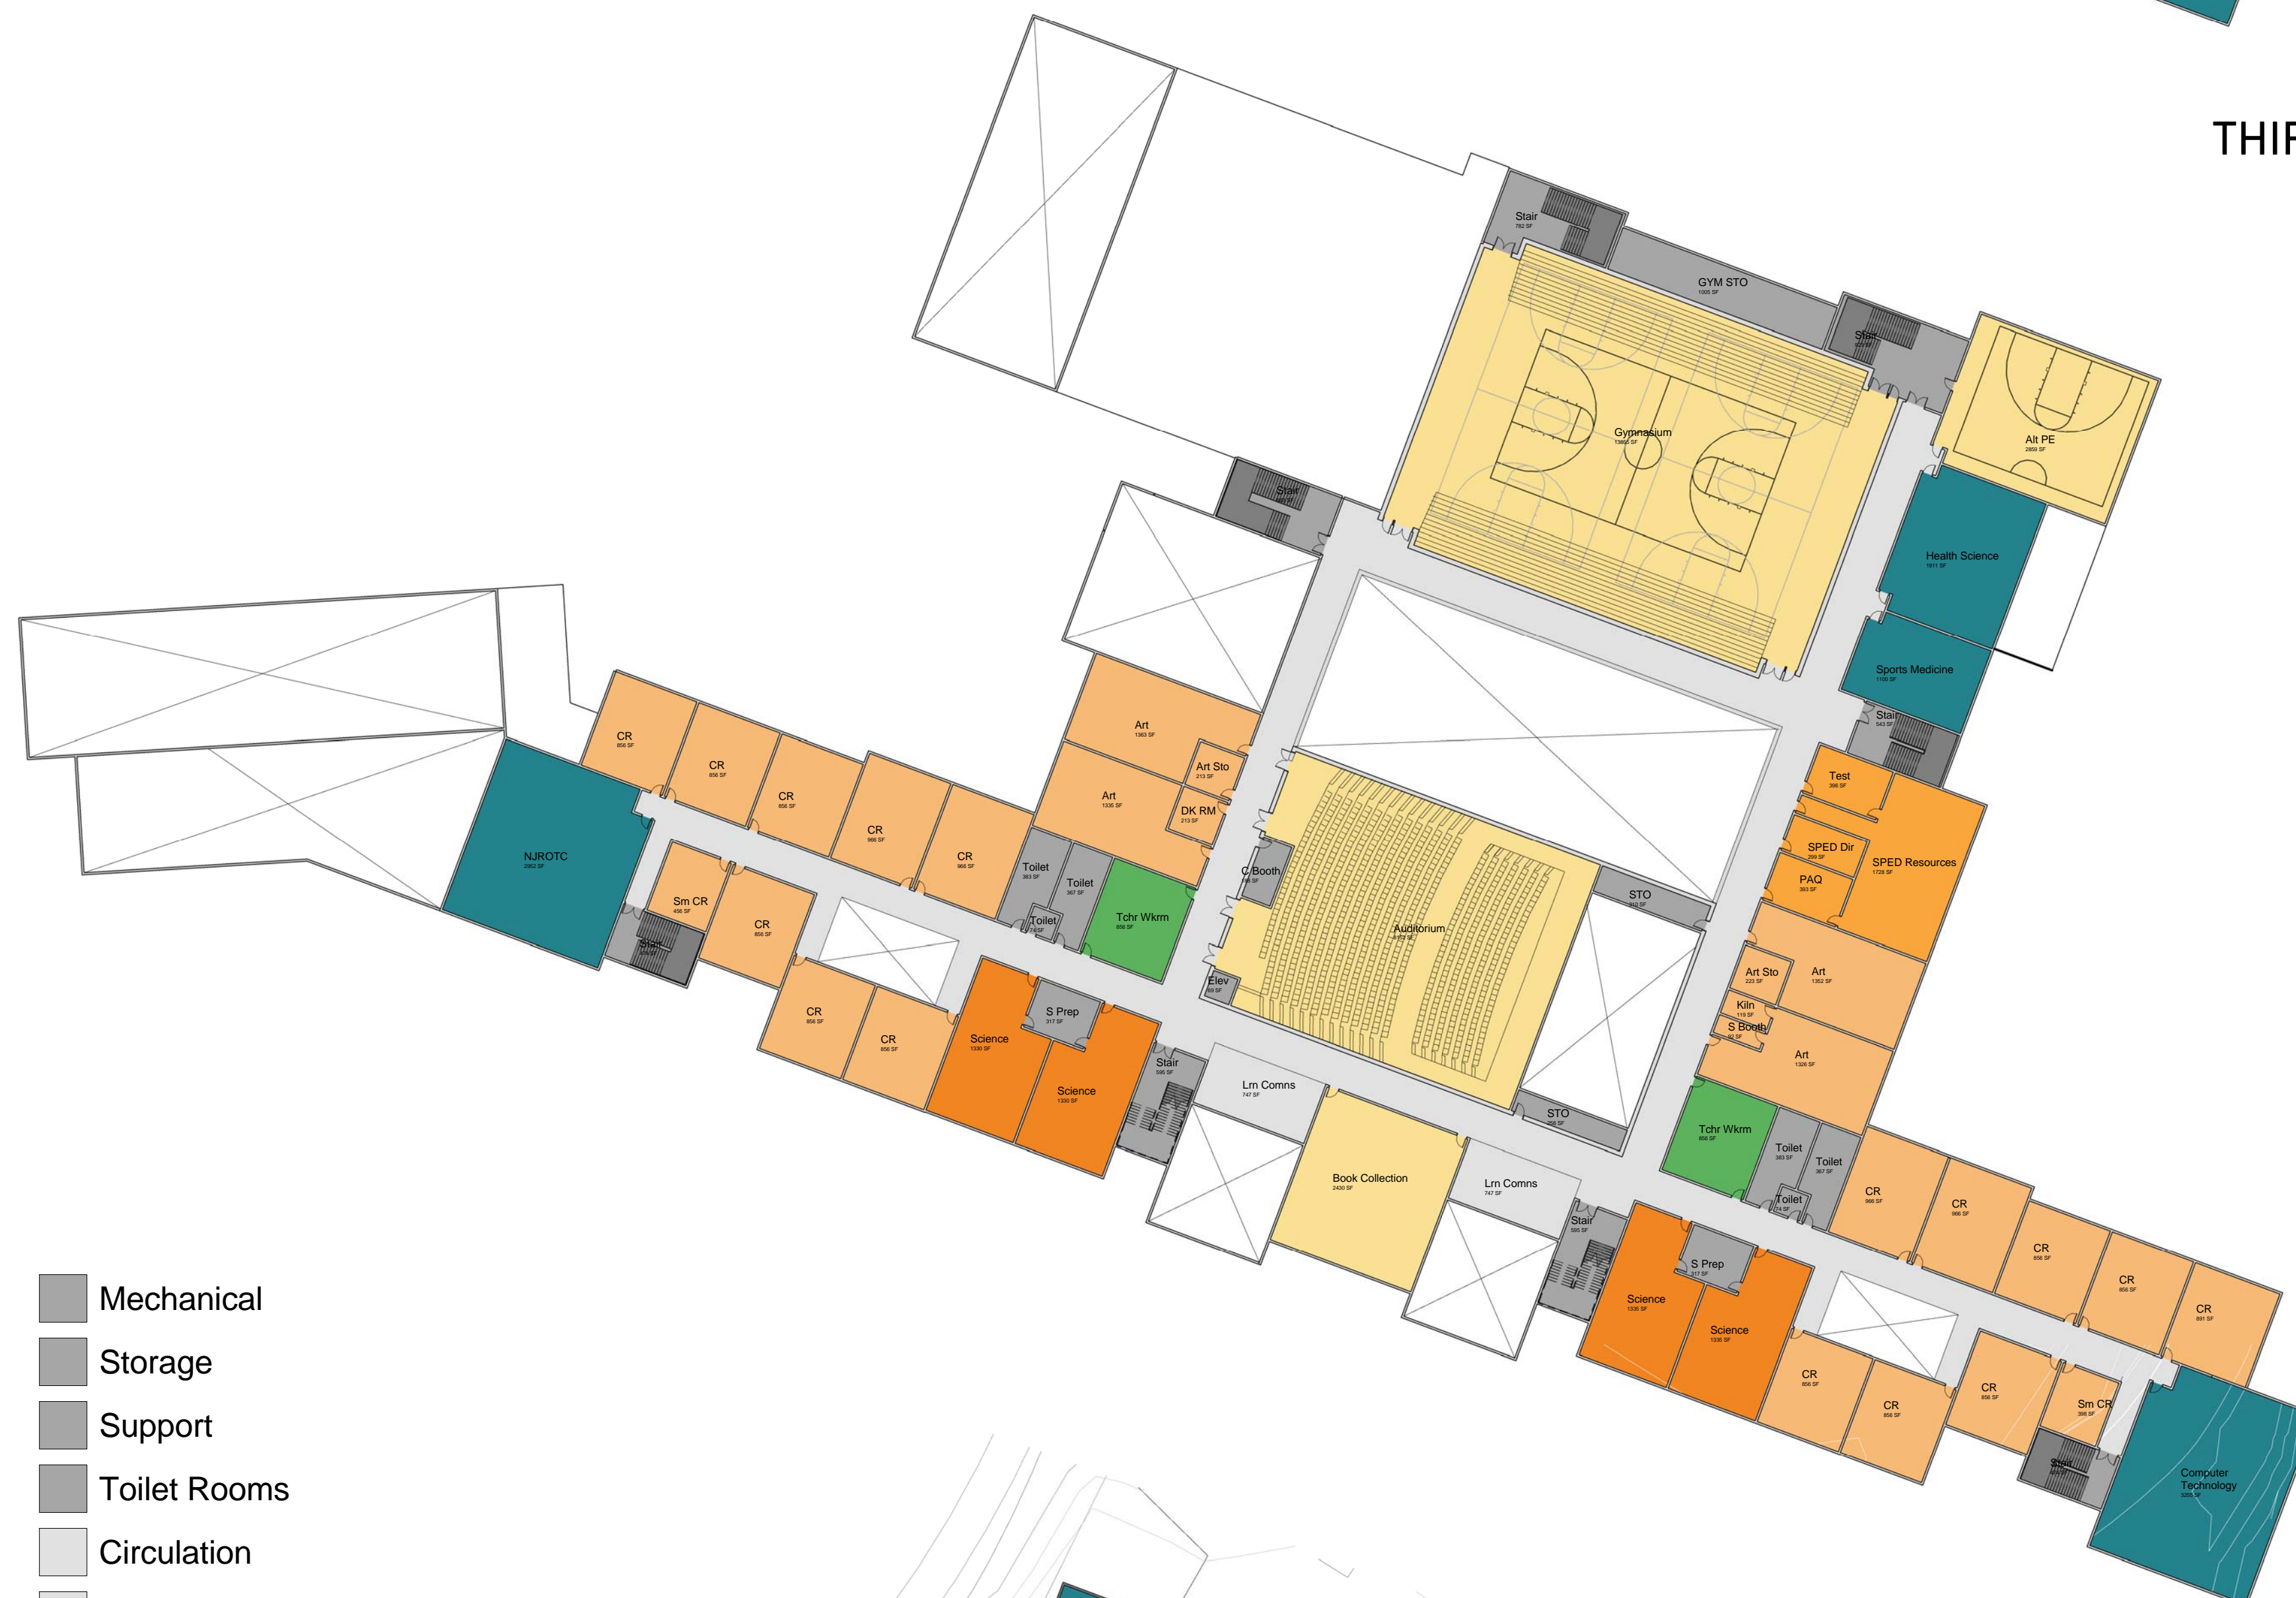 THIR
Stair
782 SF
GYM STO
1005 SF
Stair
Gymnasium
Alt PE
2859 SF
Stair
Health Science
1911 SF
Sports Medicine
1100 SF
Stair
543 SF
CR
856 SF
CR
856 SF
CR
856 SF
CR
966 SF
CR
966 SF
Art
1363 SF
Art Sto
213 SF
Art
1335 SF
DK RM
213 SF
Test
396 SF
SPED Dir
SPED Resources
1728 SF
PAQ
393 SF
NJROTC
2952 SF
Sm CR
456 SF
CR
856 SF
Stair
Toilet
383 SF
Toilet
367 SF
Toilet
74 SF
Tchr Wkrm
856 SF
C Booth
Auditorium
STO
Elev
69 SF
Art Sto
223 SF
Art
1352 SF
Kiln
119 SF
S Booth
92 SF
Art
1326 SF
CR
856 SF
CR
856 SF
Science
1330 SF
S Prep
317 SF
Science
1330 SF
Stair
595 SF
Lrn Comns
747 SF
Book Collection
2430 SF
Lrn Comns
747 SF
STO
Stair
595 SF
Tchr Wkrm
856 SF
Toilet
383 SF
Toilet
367 SF
Toilet
74 SF
CR
966 SF
CR
966 SF
CR
856 SF
CR
856 SF
CR
891 SF
Science
1335 SF
S Prep
317 SF
Science
1335 SF
CR
856 SF
CR
856 SF
CR
856 SF
Sm CR
398 SF
Stair
Computer
Technology
Mechanical
Storage
Support
Toilet Rooms
Circulation